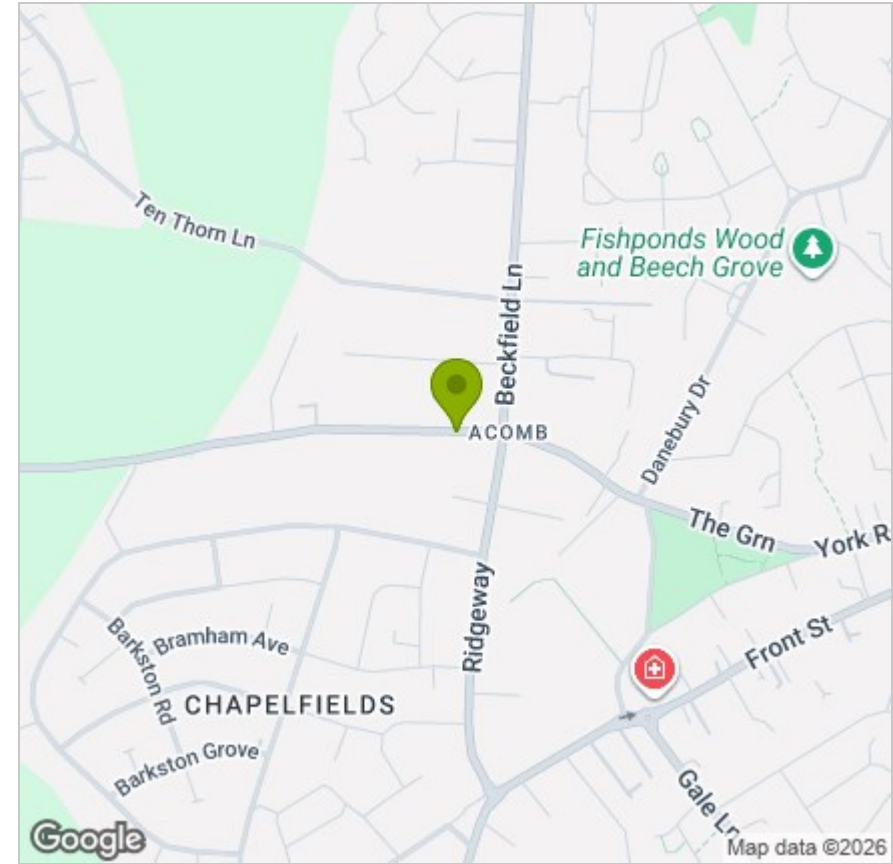 Ten Thorn Ln
Fishponds Wood
and Beech Grove
Beckfield Ln
ACOMB
Danebury Dr
The Grn
York R
Ridgeway
Front St
Bramham Ave
Barkston Rd
CHAPELFIELDS
Barkston Grove
Gale Ln
Google
Map data ©2026